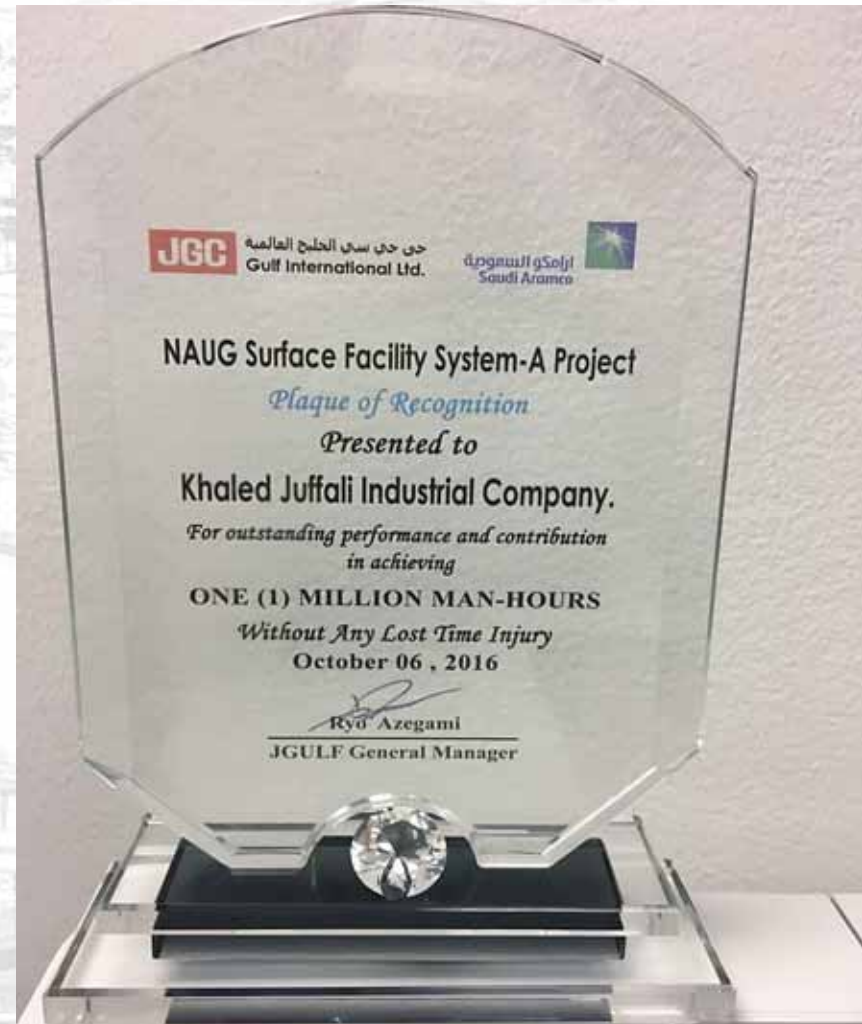 JGC
جي جي سي الخليج العالمية
Gulf International Ltd.
ارامكو السعودية
Saudi Aramco
NAUG Surface Facility System-A Project
Plaque of Recognition
Presented to
Khaled Juffali Industrial Company.
For outstanding performance and contribution
in achieving
ONE (1) MILLION MAN-HOURS
Without Any Lost Time Injury
October 06 , 2016
Ryo Azegami
JGULF General Manager